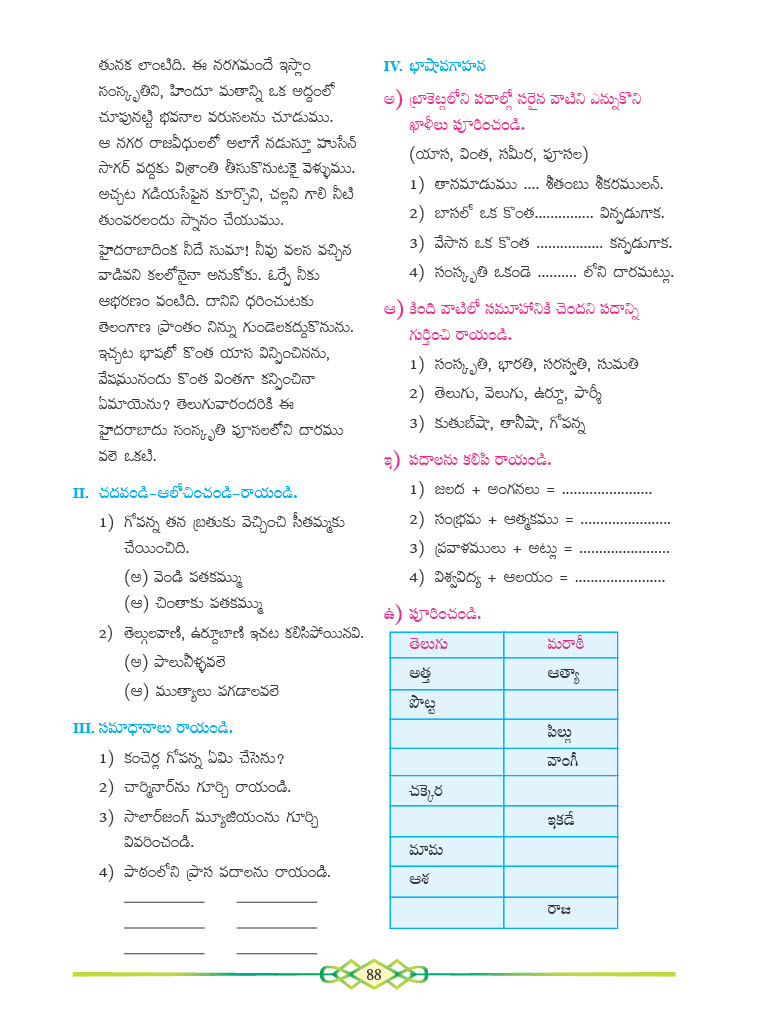 తునక లాంటిది. ఈ నరగమందే ఇస్లాం
సంస్కృతిని, హిందూ మతాన్ని ఒక అద్దంలో
చూపునట్టి భవనాల వరుసలను చూడుము.
ఆ నగర రాజవీధులలో అలాగే నడుస్తూ హుసేన్
సాగర్ వద్దకు విశ్రాంతి తీసుకొనుటకై వెళ్ళుము.
అచ్చట గడియసేపైన కూర్చొని, చల్లని గాలి నీటి
తుంవరలందు స్నానం చేయుము.
హైదరాబాదింక నీదే సుమా! నీవు వలస వచ్చిన
వాడివని కలలోనైనా అనుకోకు. ఓర్పే నీకు
ఆభరణం వంటిది. దానిని ధరించుటకు
తెలంగాణ ప్రాంతం నిన్ను గుండెలకద్దుకొనును.
ఇచ్చట భాషలో కొంత యాస విన్పించినను,
వేషమునందు కొంత వింతగా కన్పించినా
ఏమాయెను? తెలుగువారందరికి ఈ
హైదరాబాదు సంస్కృతి పూసలలోని దారము
వలె ఒకటి.
II. చదవండి-ఆలోచించండి-రాయండి.
1) గోపన్న తన బ్రతుకు వెచ్చించి సీతమ్మకు
చేయించిది.
(అ) వెండి పతకమ్ము
(ఆ) చింతాకు పతకమ్ము
2) తెల్గులవాణి, ఉర్దూబాణి ఇచట కలిసిపోయినవి.
(అ) పాలునీళ్ళవలె
(ఆ) ముత్యాలు పగడాలవలె
III. సమాధానాలు రాయండి.
1) కంచెర్ల గోపన్న ఏమి చేసెను?
2) చార్మినార్‌ను గూర్చి రాయండి.
3) సాలార్‌జంగ్ మ్యూజియంను గూర్చి
వివరించండి.
4) పాఠంలోని ప్రాస పదాలను రాయండి.
IV. భాషావగాహన
అ) బ్రాకెట్లలోని పదాల్లో సరైన వాటిని ఎన్నుకొని
ఖాళీలు పూరించండి.
(యాస, వింత, సమీర, పూసల)
1) తానమాడుము .... శీతంబు శీకరములన్.
2) బాసలో ఒక కొంత............... విన్పడుగాక.
3) వేసాన ఒక కొంత ................. కన్పడుగాక.
4) సంస్కృతి ఒకండె .......... లోని దారమట్లు.
ఆ) కింది వాటిలో సమూహానికి చెందని పదాన్ని
గుర్తించి రాయండి.
1) సంస్కృతి, భారతి, సరస్వతి, సుమతి
2) తెలుగు, వెలుగు, ఉర్దూ, పార్శీ
3) కుతుబ్‌షా, తానీషా, గోపన్న
ఇ) పదాలను కలిపి రాయండి.
1) జలద + అంగనలు = .......................
2) సంభ్రమ + ఆత్మకము = .......................
3) ప్రవాళములు + అట్లు = .......................
4) విశ్వవిద్య + ఆలయం = .......................
ఉ) పూరించండి.
తెలుగు మరాఠీ
అత్త ఆత్యా
పొట్ట
పిల్లు
వాంగీ
చక్కెర
ఇకడే
మామ
ఆశ
రాజ
88